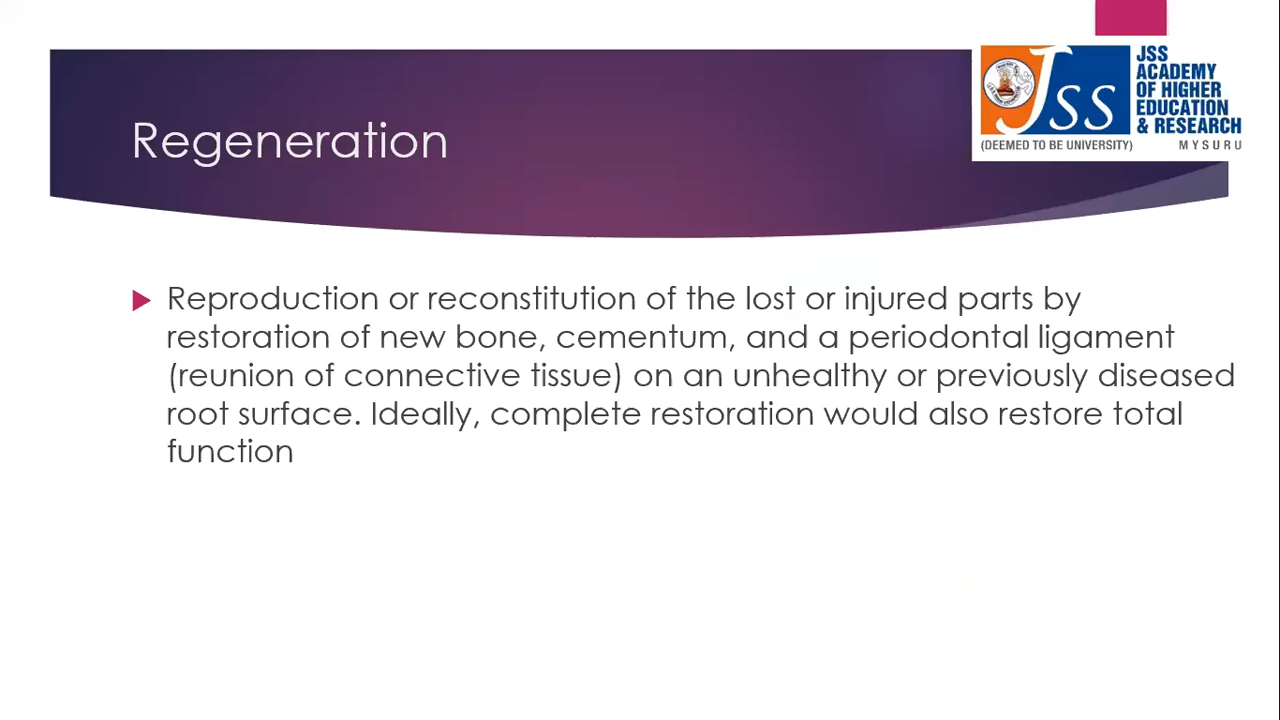 Regeneration
JSS
ACADEMY
OF HIGHER
EDUCATION
& RESEARCH
JSS
(DEEMED TO BE UNIVERSITY) MYSURU
Reproduction or reconstitution of the lost or injured parts by
restoration of new bone, cementum, and a periodontal ligament
(reunion of connective tissue) on an unhealthy or previously diseased
root surface. Ideally, complete restoration would also restore total
function